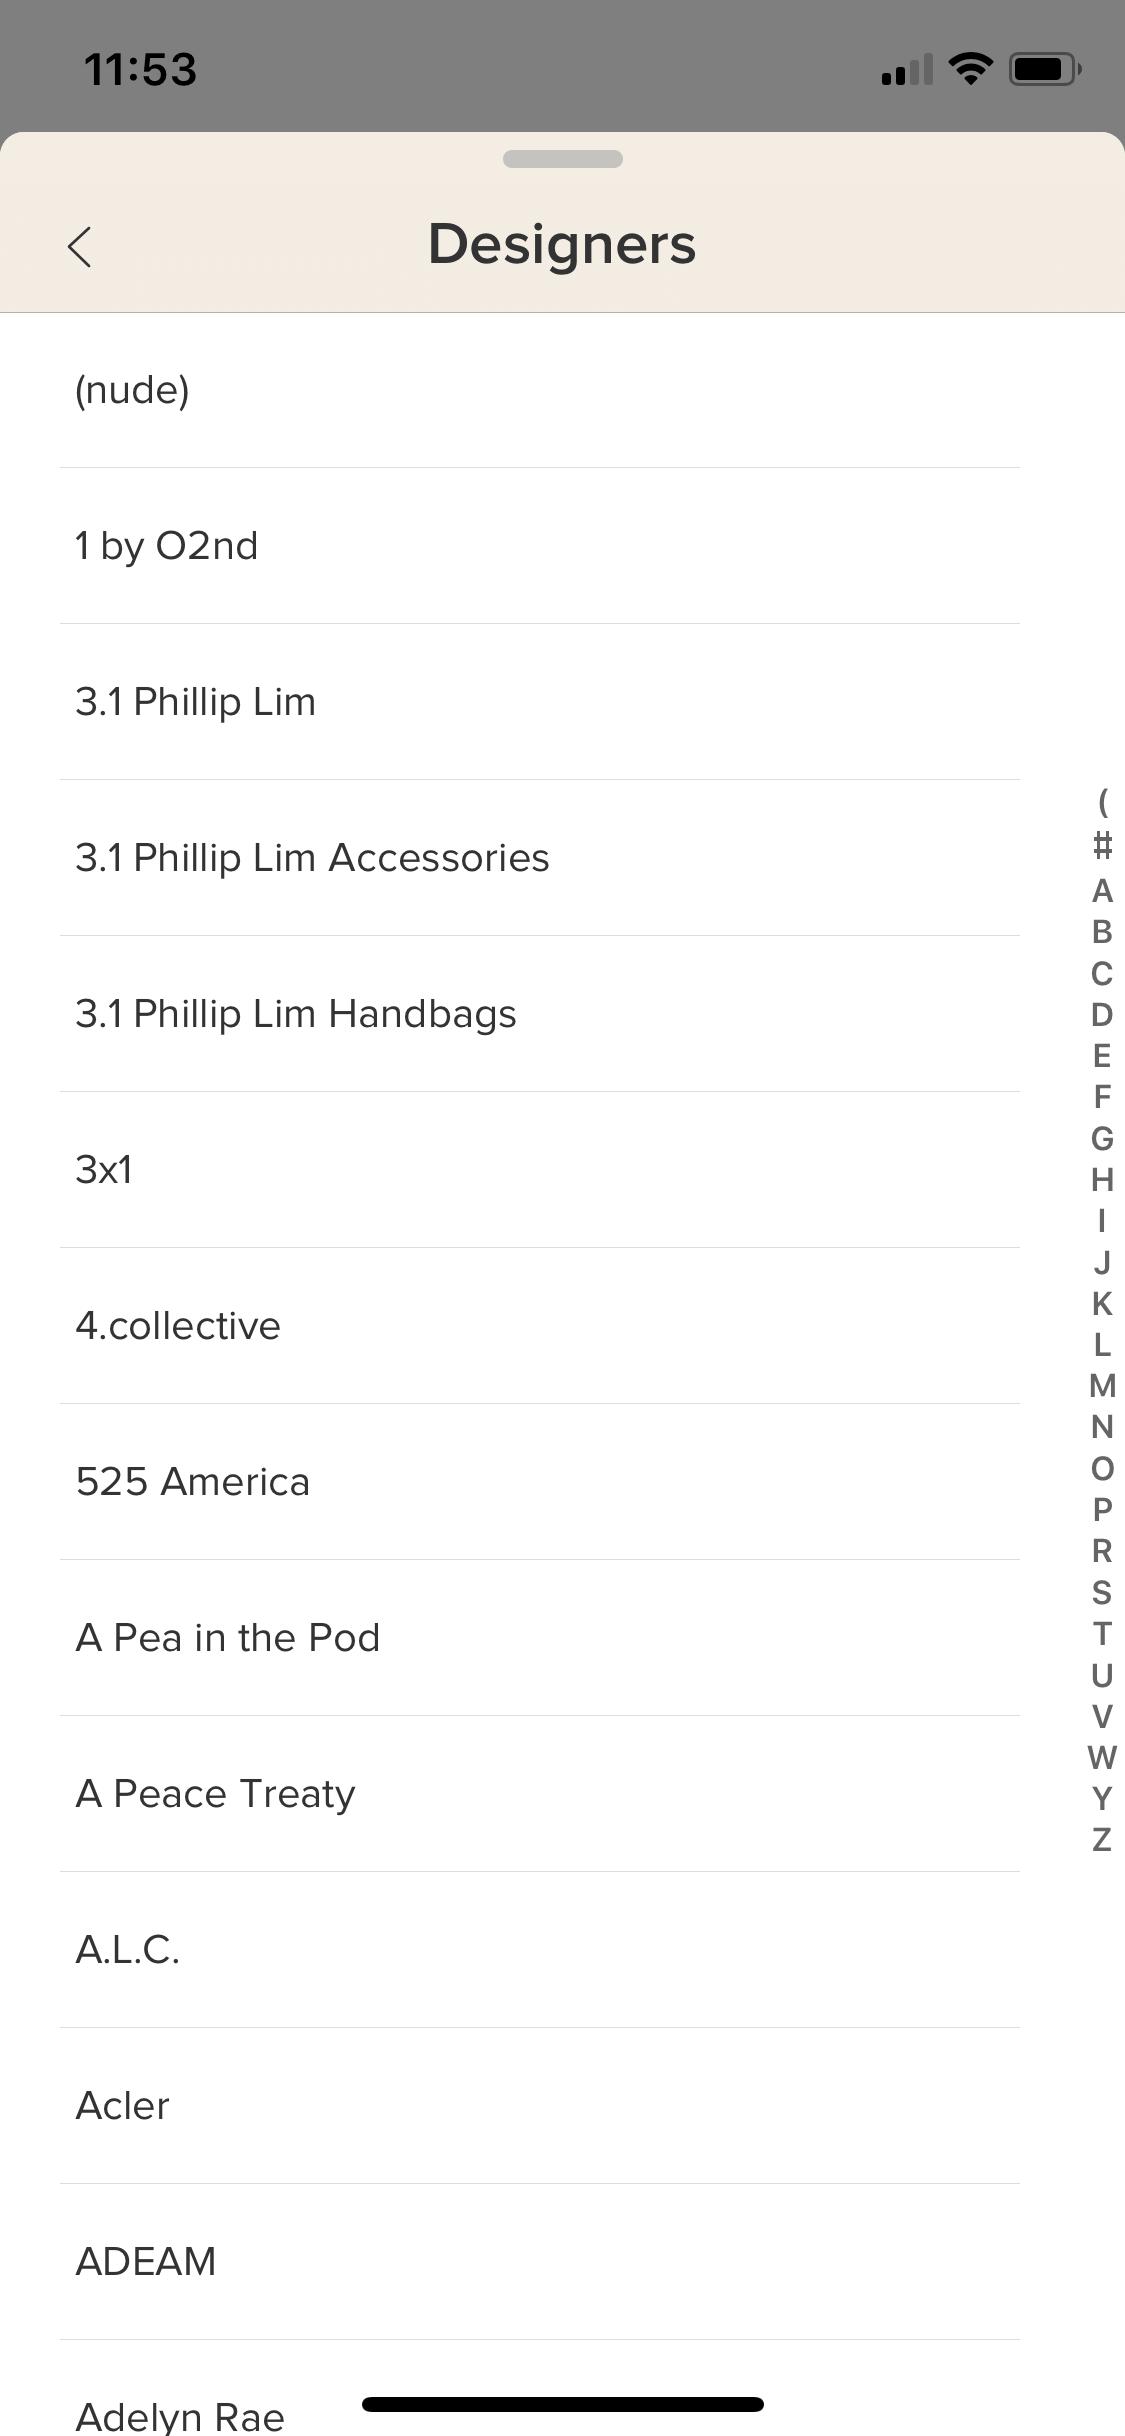 11:53
Designers
(nude)
1 by O2nd
3.1 Phillip Lim
3.1 Phillip Lim Accessories
3.1 Phillip Lim Handbags
3x1
4.collective
525 America
A Pea in the Pod
A Peace Treaty
A.L.C.
Acler
ADEAM
Adelyn Rae
(
#
A
B
C
D
E
F
G
H
I
J
K
L
M
N
O
P
R
S
T
U
V
W
Y
Z